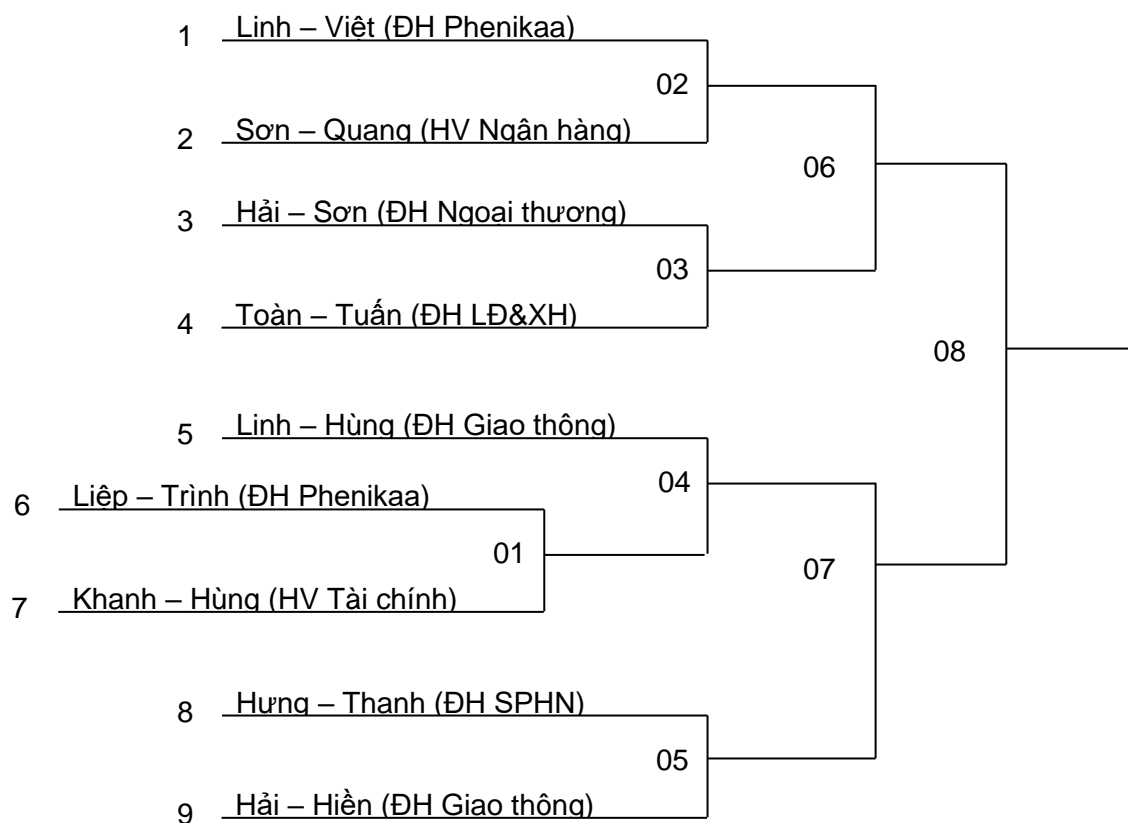 1 Linh – Việt (ĐH Phenikaa)
02
2 Sơn – Quang (HV Ngân hàng)
06
3 Hải – Sơn (ĐH Ngoại thương)
03
4 Toàn – Tuấn (ĐH LĐ&XH)
08
5 Linh – Hùng (ĐH Giao thông)
04
6 Liệp – Trình (ĐH Phenikaa)
01
07
7 Khanh – Hùng (HV Tài chính)
8 Hưng – Thanh (ĐH SPHN)
05
9 Hải – Hiền (ĐH Giao thông)